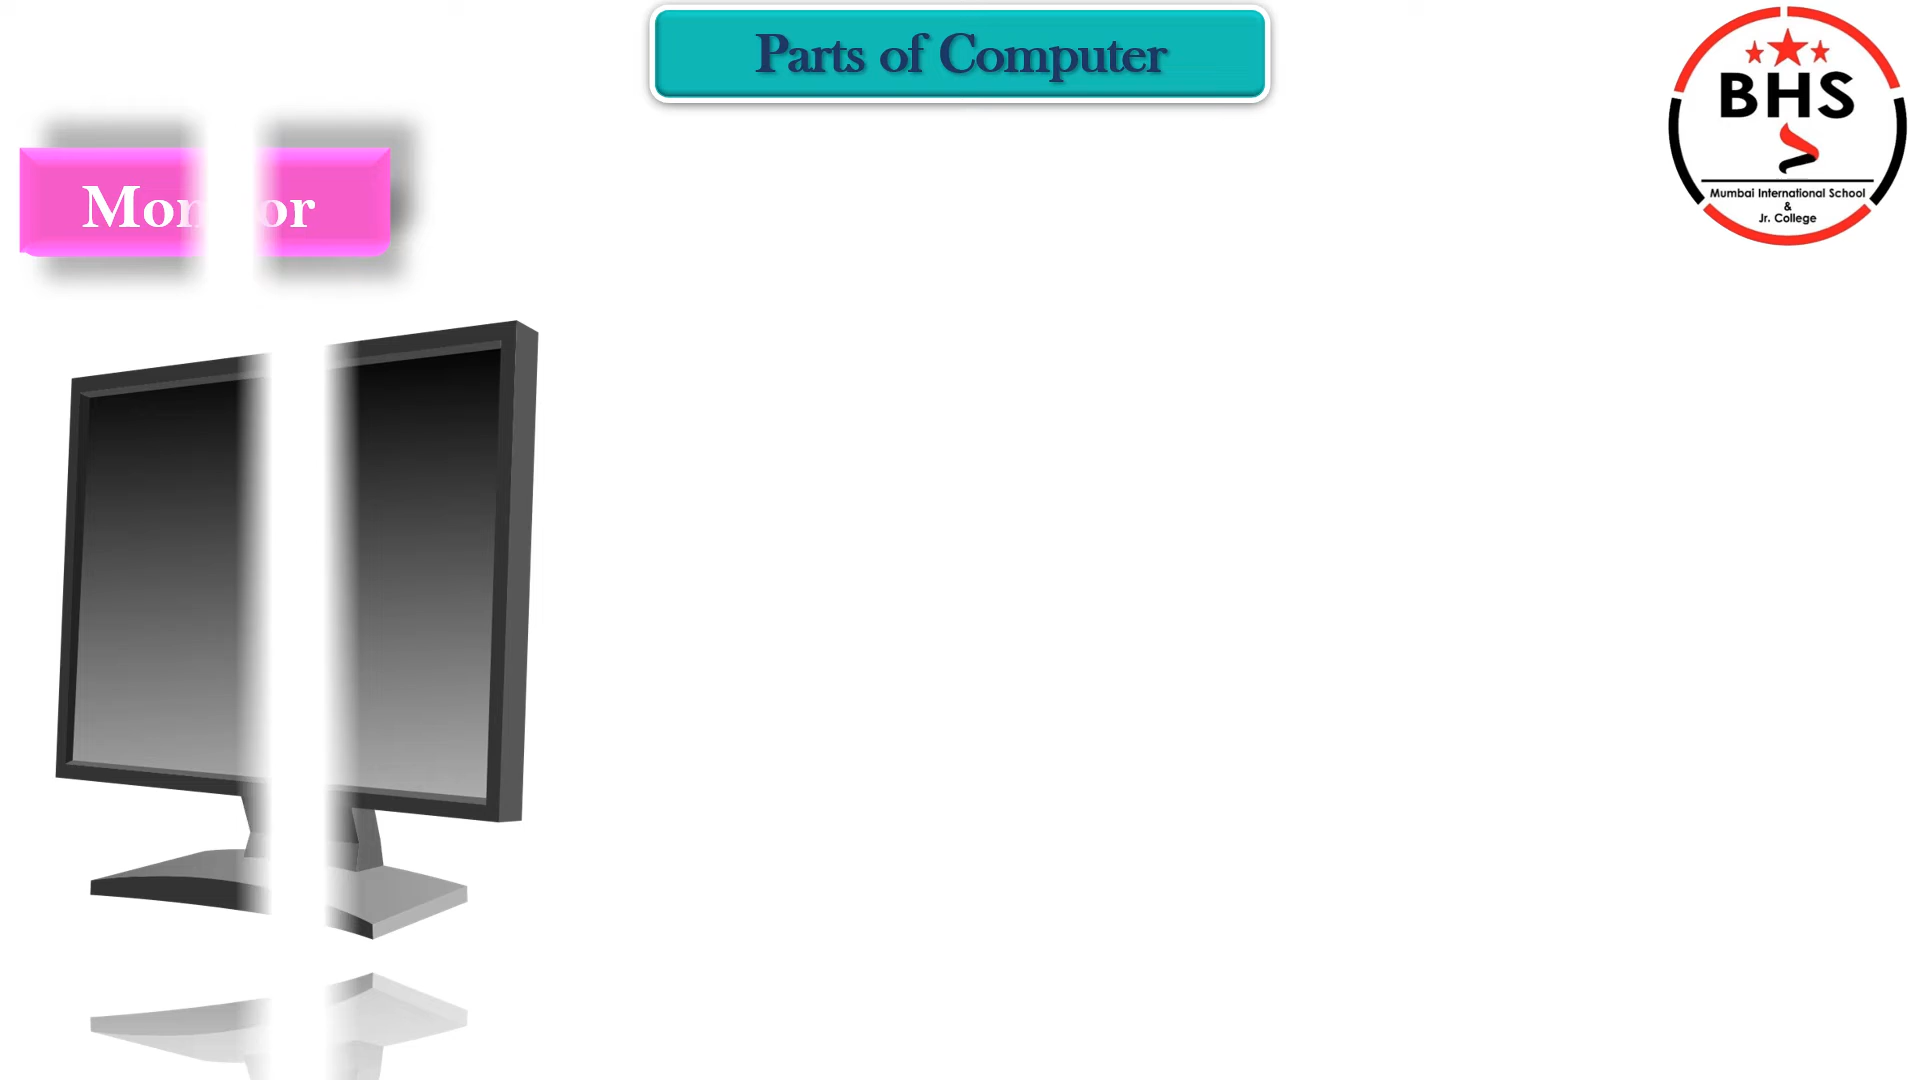 Parts of Computer
BHS
Mumbai International School
&
Jr. College
Mon or